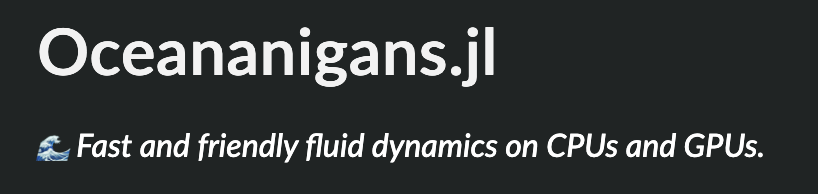 Oceananigans.jl
🌊 Fast and friendly fluid dynamics on CPUs and GPUs.